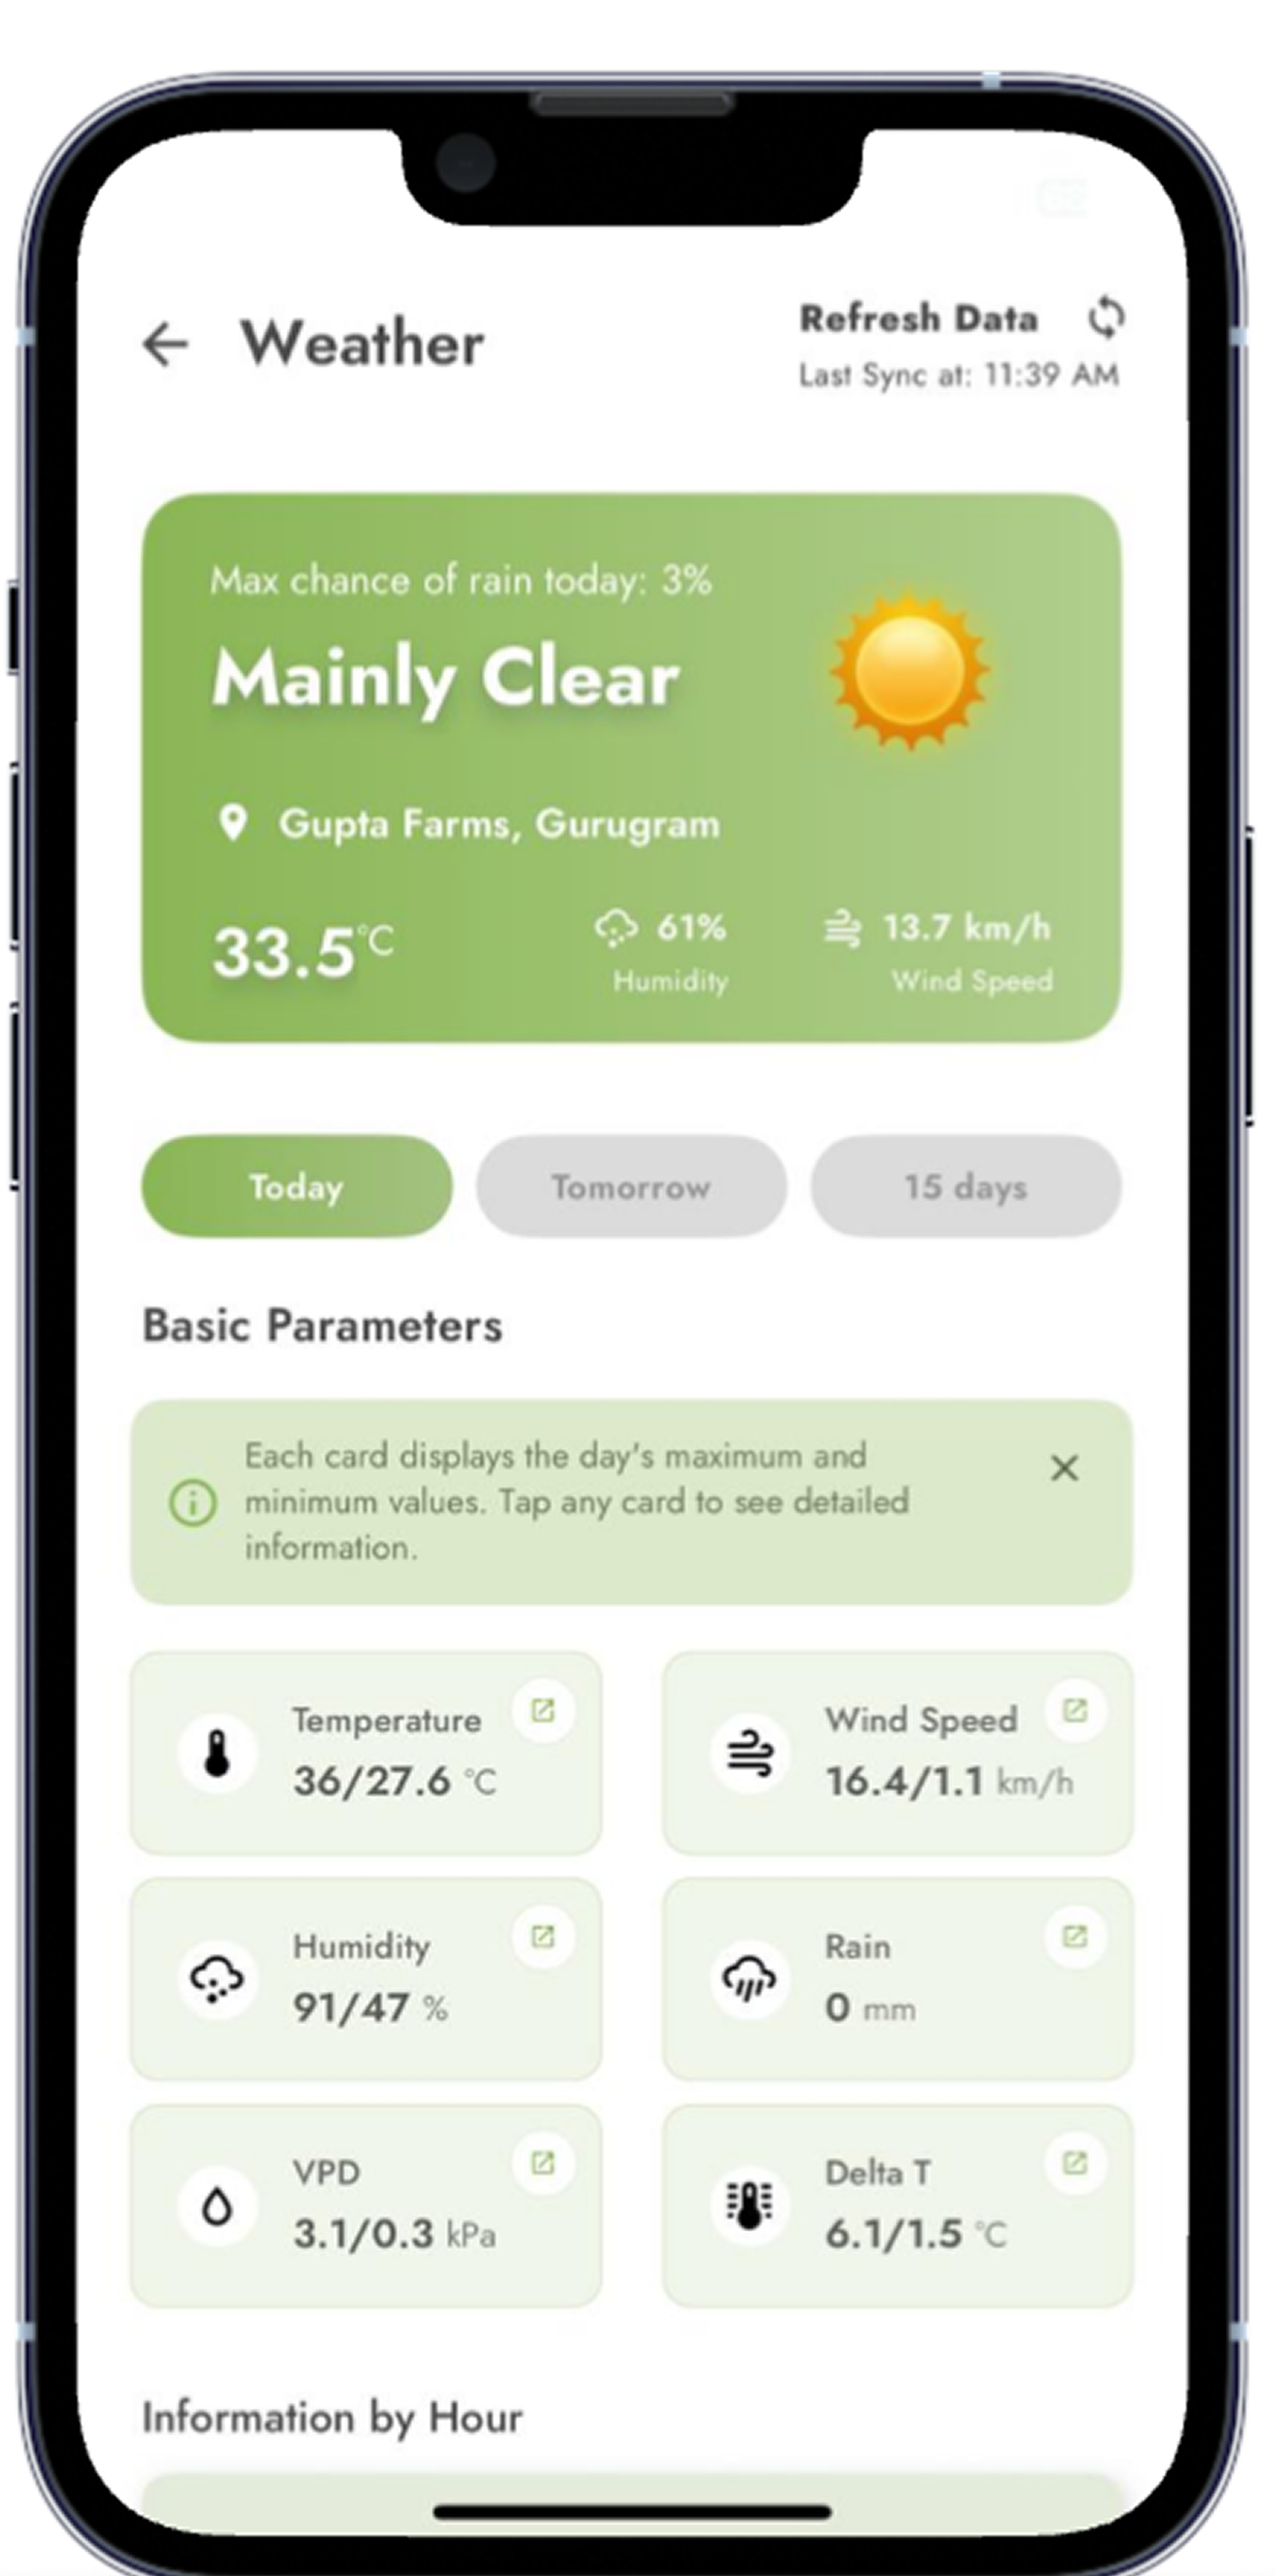 Weather
Refresh Data
Last Sync at: 11:39 AM
Max chance of rain today: 3%
Mainly Clear
Gupta Farms, Gurugram
33.5°C
61%
Humidity
13.7 km/h
Wind Speed
Today
Tomorrow
15 days
Basic Parameters
Each card displays the day's maximum and
minimum values. Tap any card to see detailed
information.
Temperature
36/27.6 °C
Wind Speed
16.4/1.1 km/h
Humidity
91/47 %
Rain
0 mm
VPD
3.1/0.3 kPa
Delta T
6.1/1.5 °C
Information by Hour